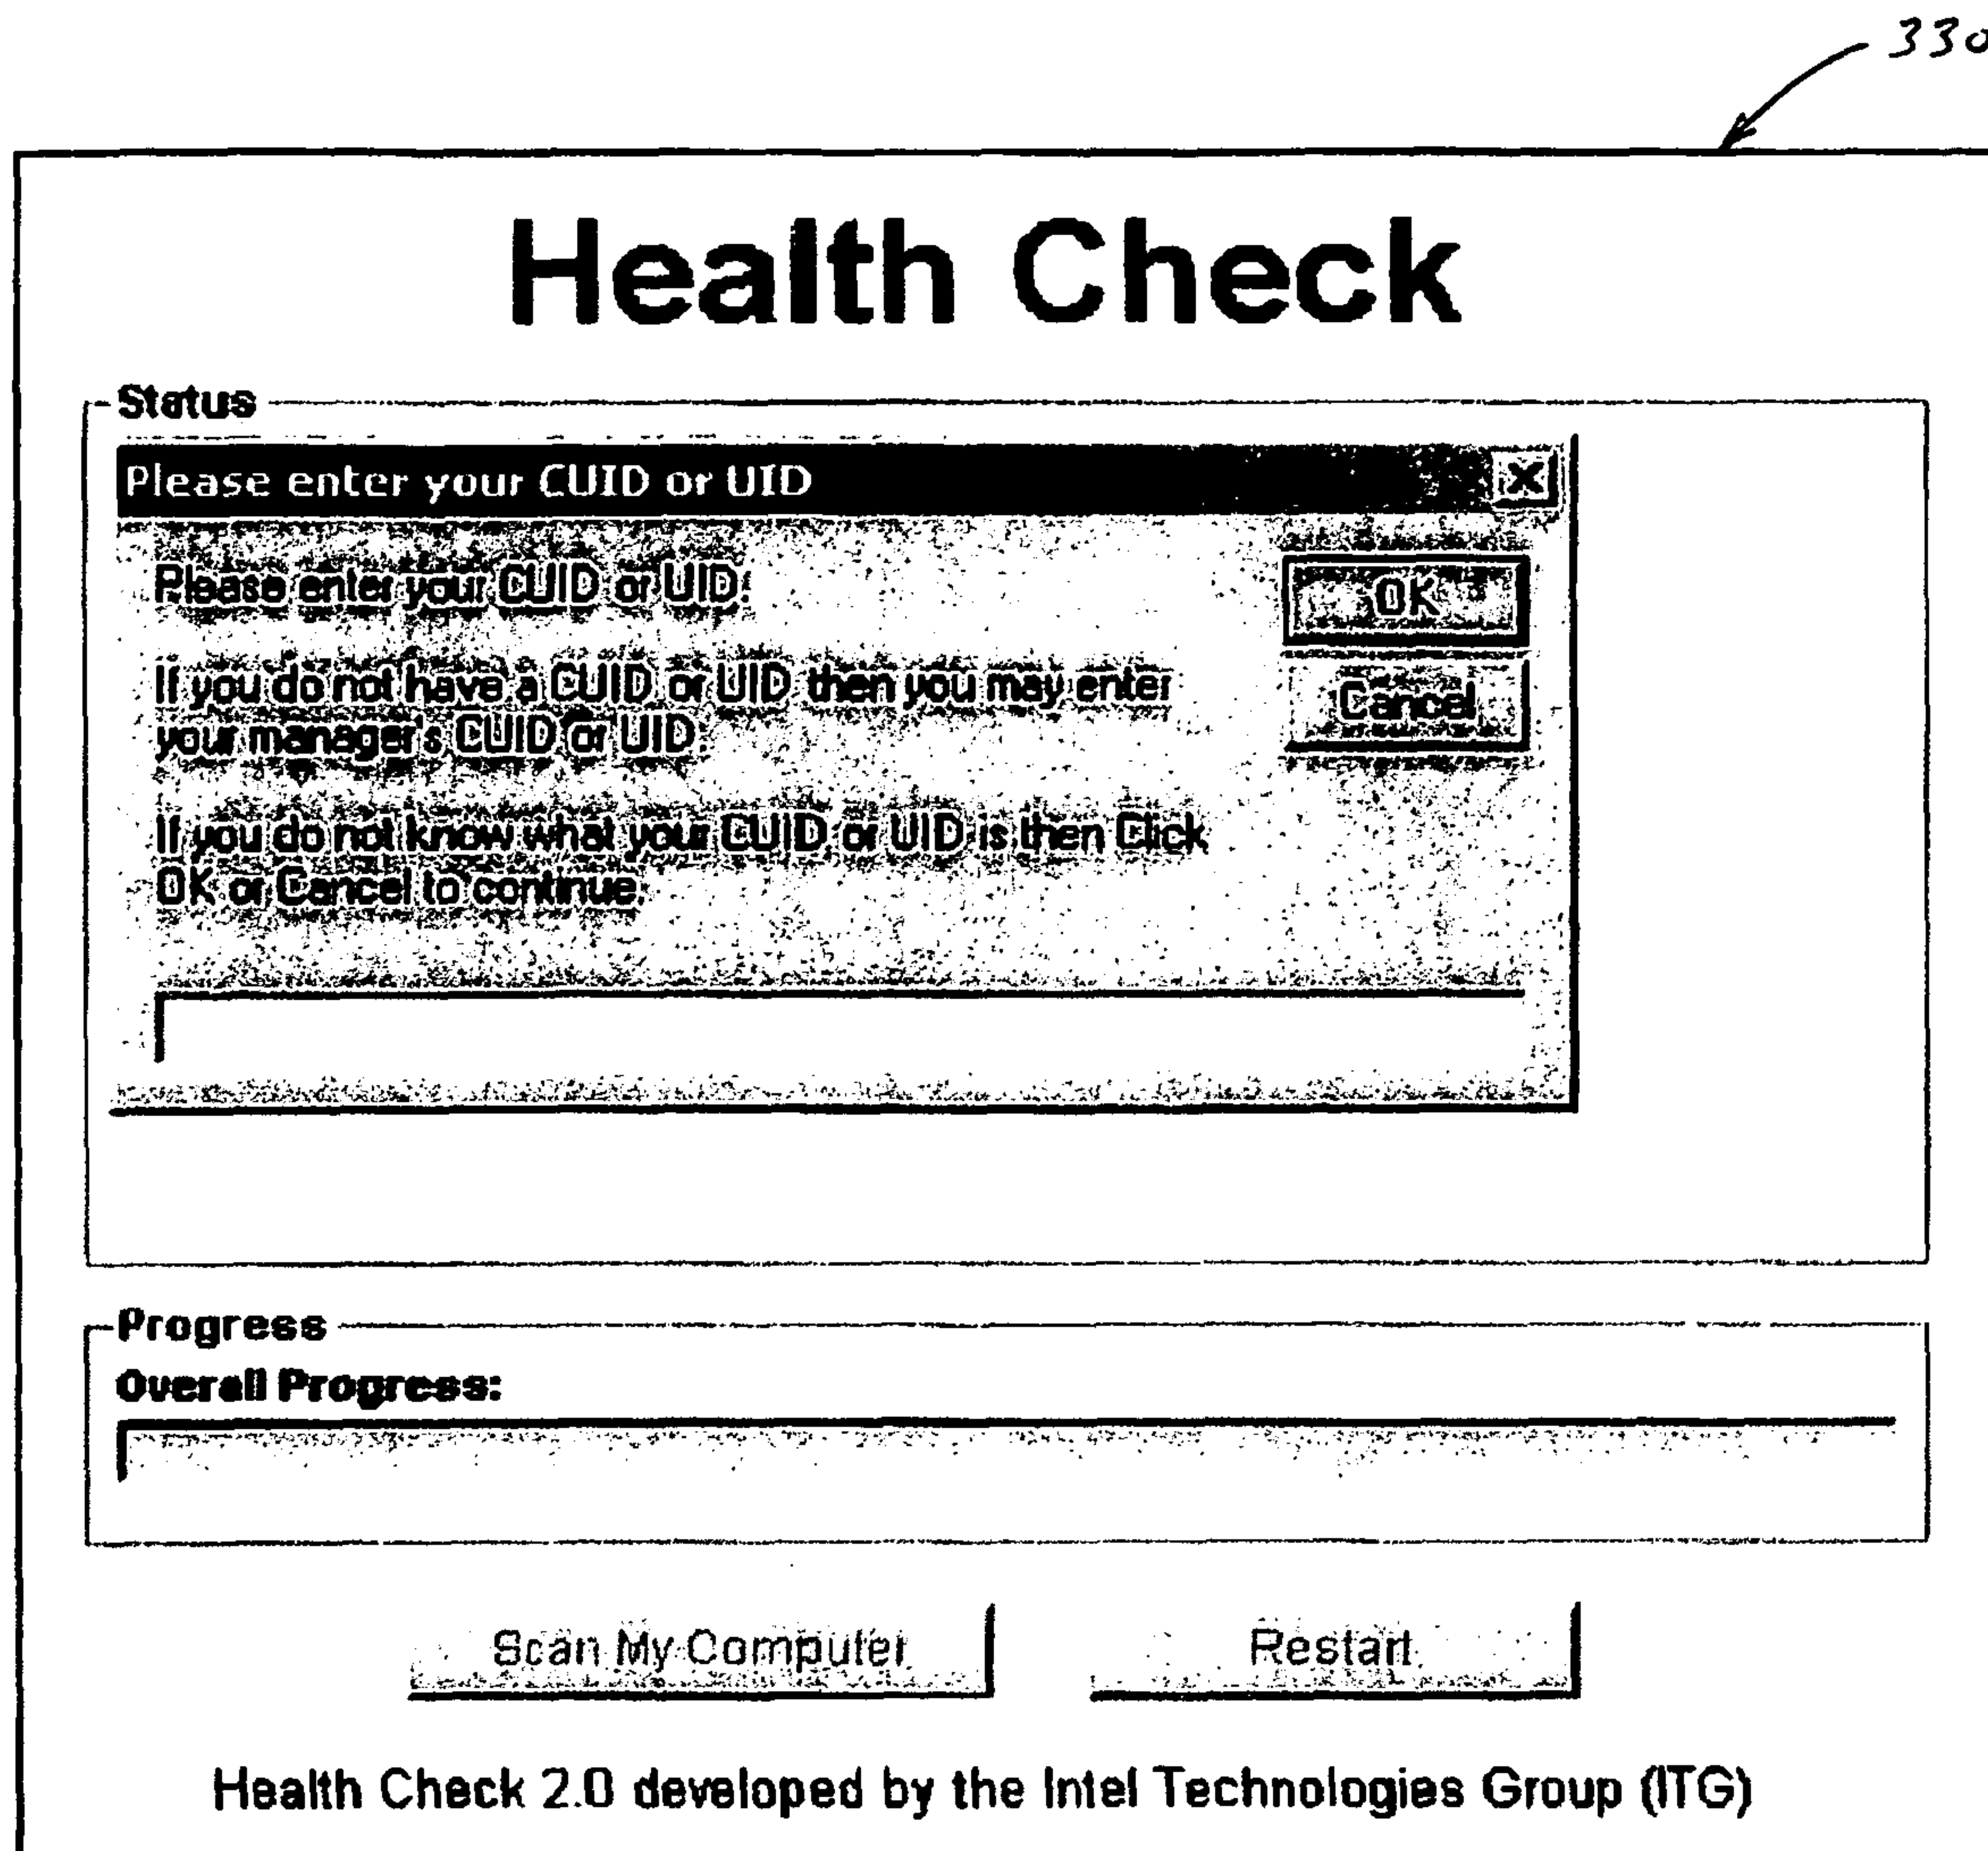 330
Health Check
Status
Please enter your CUID or UID
Please enter your CUID or UID.
OK
If you do not have a CUID or UID then you may enter
your manager's CUID or UID.
Cancel
If you do not know what your CUID or UID is then Click
OK or Cancel to continue.
Progress
Overall Progress:
Scan My Computer
Restart
Health Check 2.0 developed by the Intel Technologies Group (ITG)